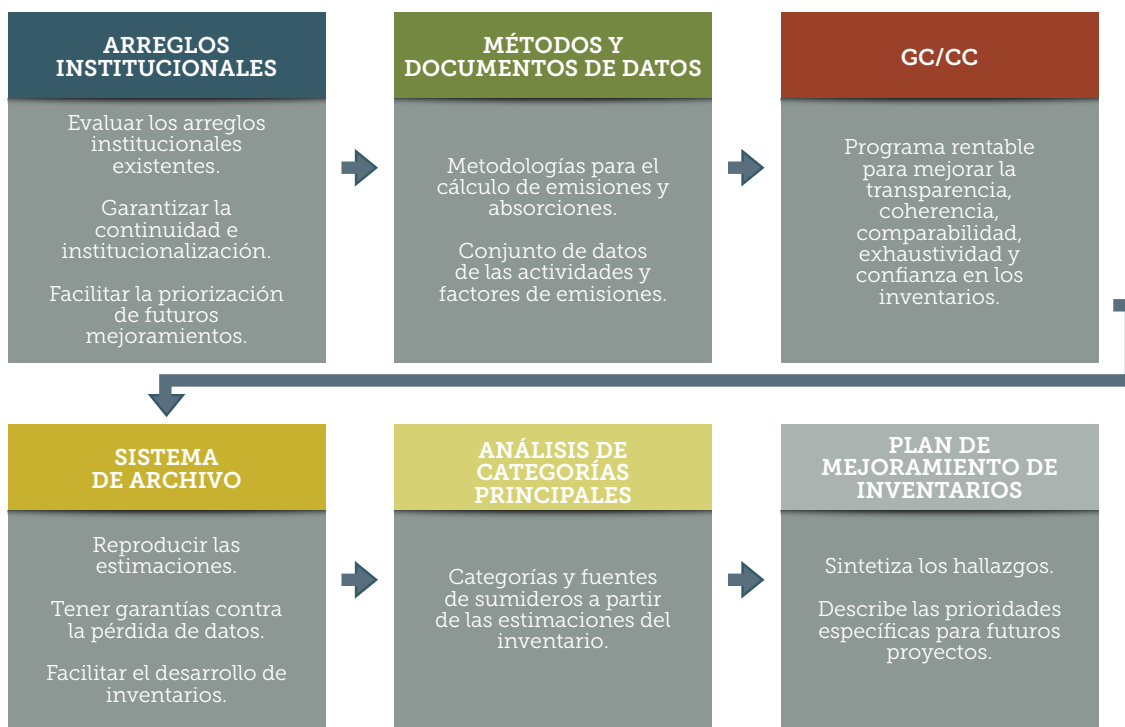 ARREGLOS
INSTITUCIONALES
Evaluar los arreglos
institucionales
existentes.
Garantizar la
continuidad e
institucionalización.
Facilitar la priorización
de futuros
mejoramientos.
MÉTODOS Y
DOCUMENTOS DE DATOS
Metodologías para el
cálculo de emisiones y
absorciones.
Conjunto de datos
de las actividades y
factores de emisiones.
GC/CC
Programa rentable
para mejorar la
transparencia,
coherencia,
comparabilidad,
exhaustividad y
confianza en los
inventarios.
SISTEMA
DE ARCHIVO
Reproducir las
estimaciones.
Tener garantías contra
la pérdida de datos.
Facilitar el desarrollo de
inventarios.
ANÁLISIS DE
CATEGORÍAS
PRINCIPALES
Categorías y fuentes
de sumideros a partir
de las estimaciones del
inventario.
PLAN DE
MEJORAMIENTO DE
INVENTARIOS
Sintetiza los hallazgos.
Describe las prioridades
específicas para futuros
proyectos.